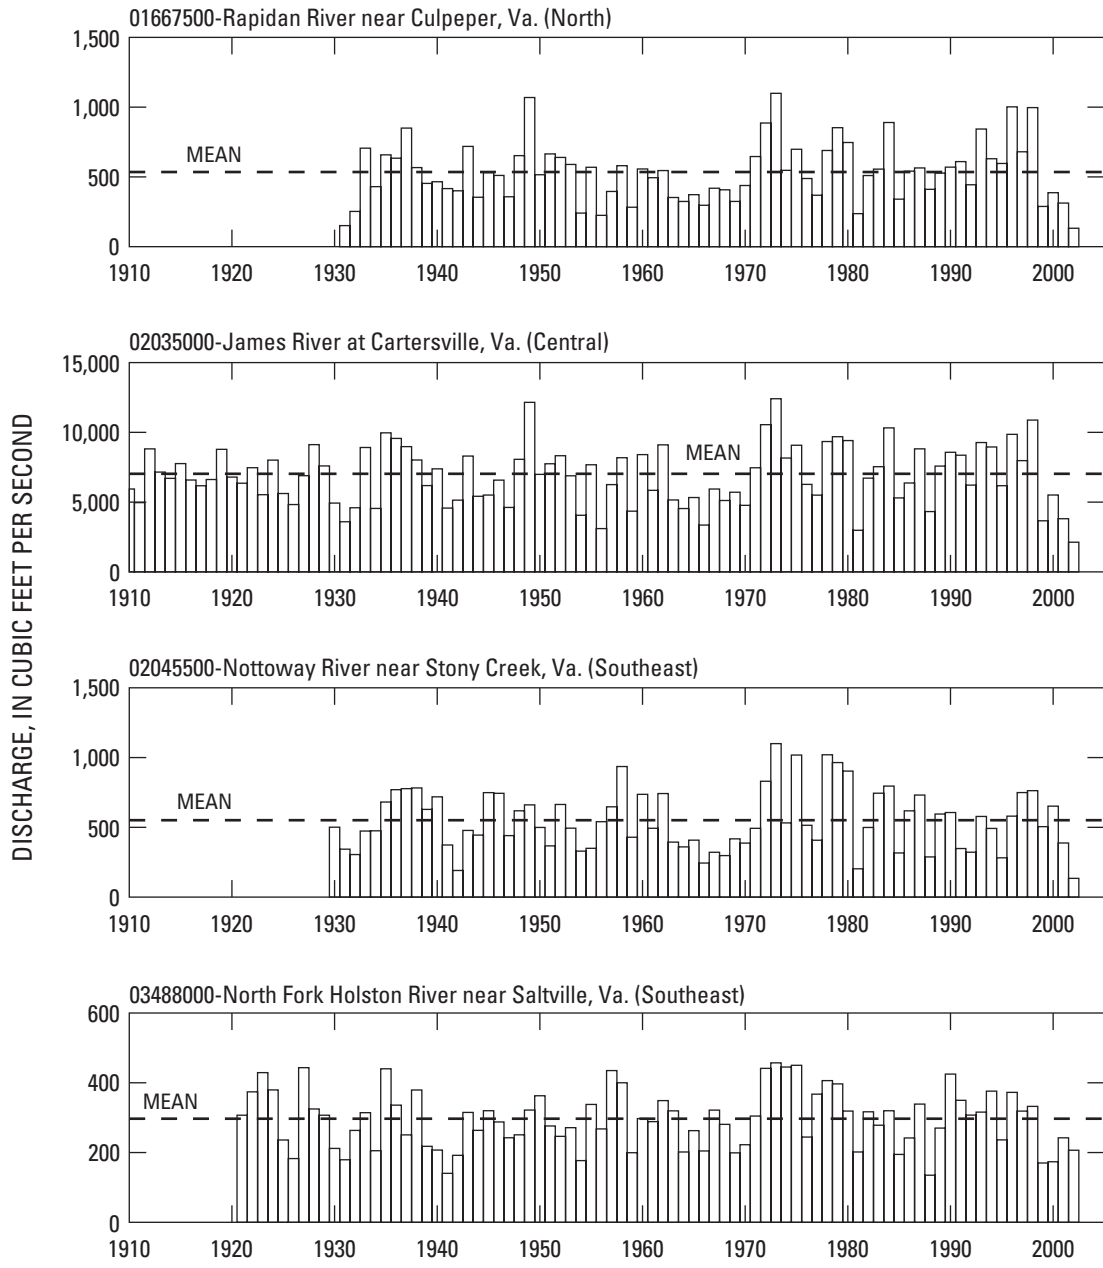 01667500-Rapidan River near Culpeper, Va. (North)
1,500
1,000
MEAN
500
0
1910 1920 1930 1940 1950 1960 1970 1980 1990 2000
02035000-James River at Cartersville, Va. (Central)
15,000
10,000
MEAN
5,000
0
1910 1920 1930 1940 1950 1960 1970 1980 1990 2000
DISCHARGE, IN CUBIC FEET PER SECOND
02045500-Nottoway River near Stony Creek, Va. (Southeast)
1,500
1,000
MEAN
500
0
1910 1920 1930 1940 1950 1960 1970 1980 1990 2000
03488000-North Fork Holston River near Saltville, Va. (Southeast)
600
400
MEAN
200
0
1910 1920 1930 1940 1950 1960 1970 1980 1990 2000